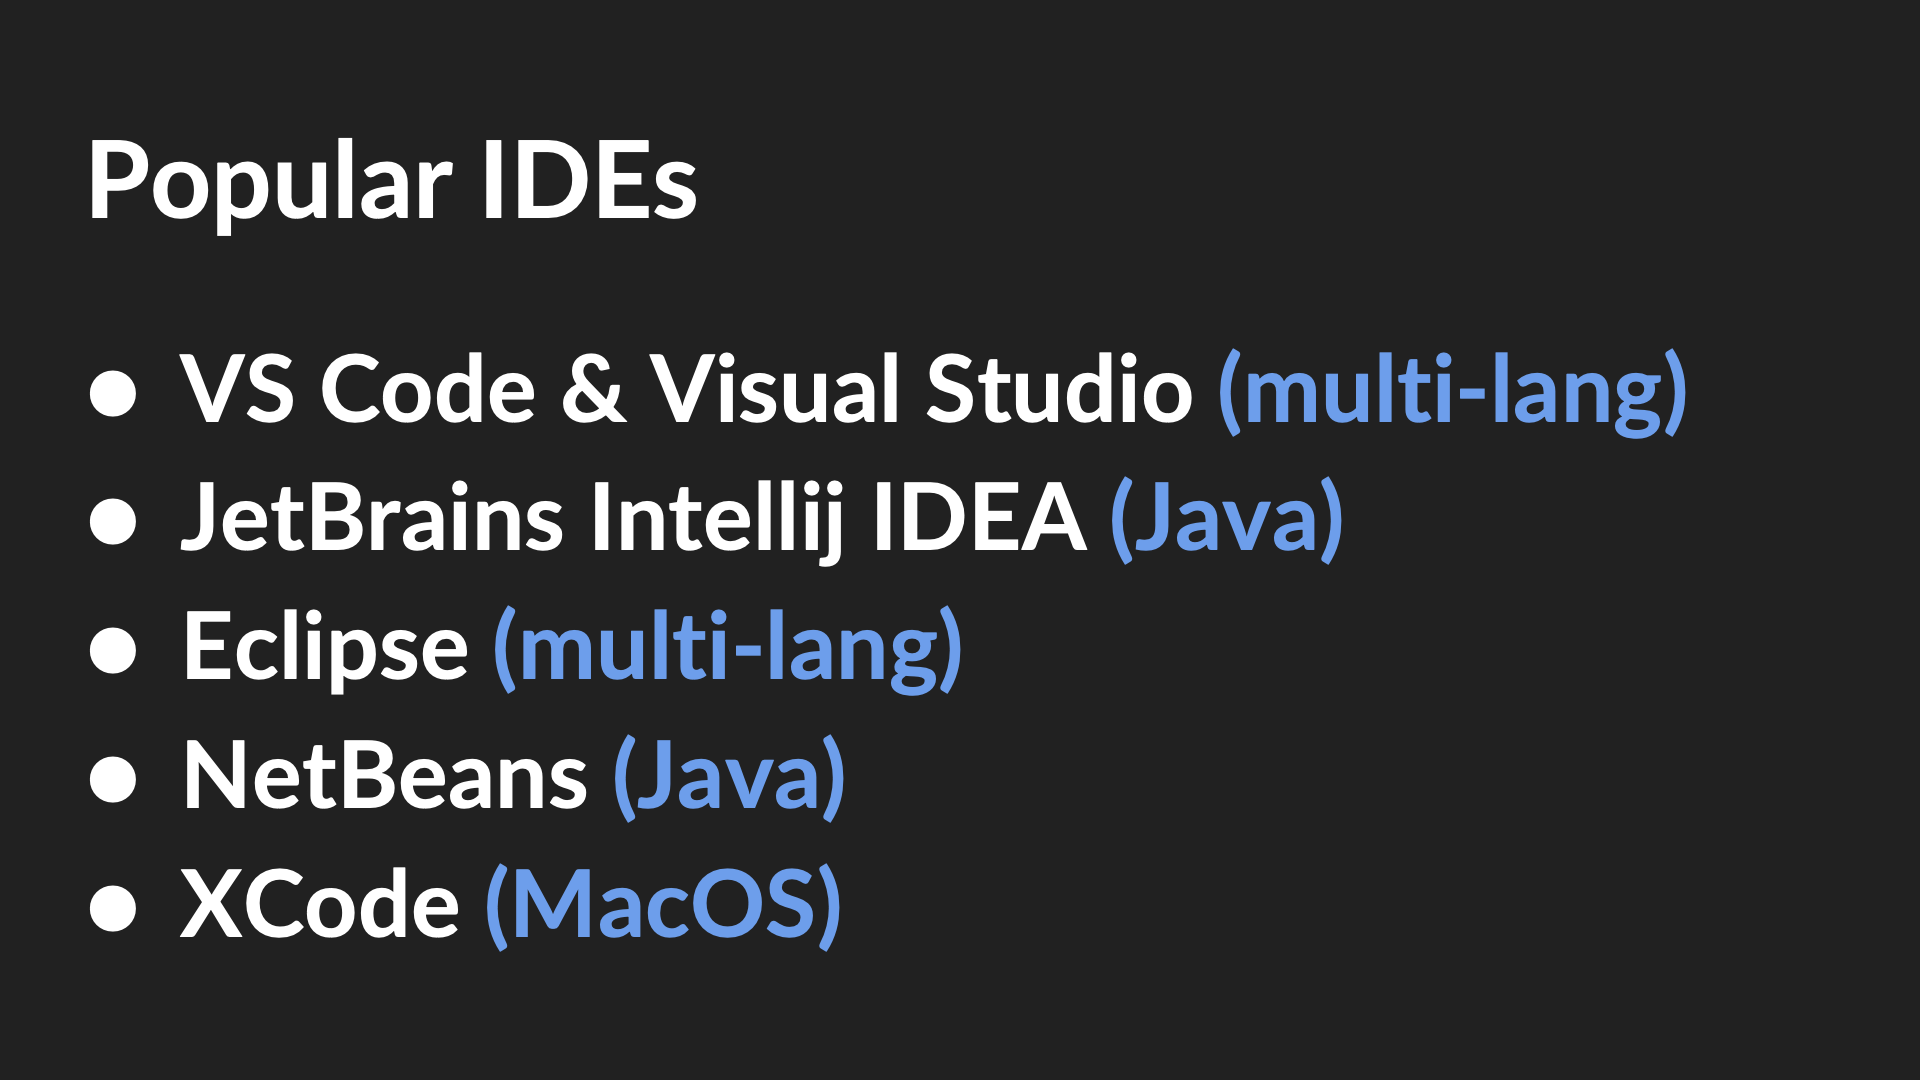 Popular IDEs
● VS Code & Visual Studio (multi-lang)
● JetBrains Intellij IDEA (Java)
● Eclipse (multi-lang)
● NetBeans (Java)
● XCode (MacOS)